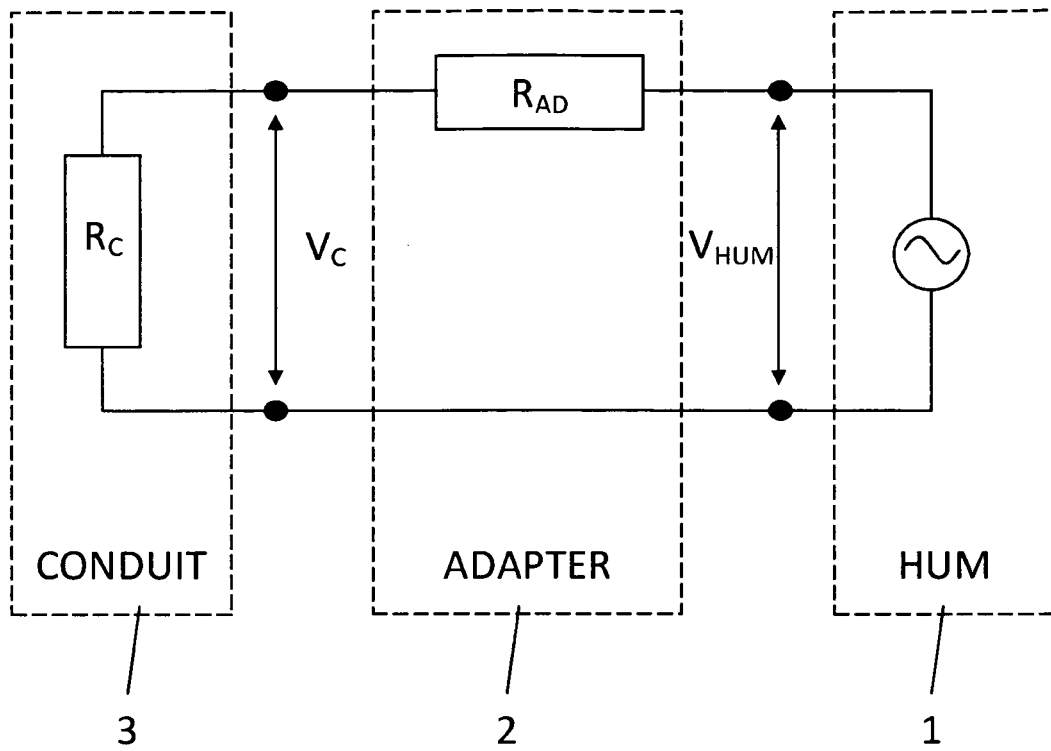 R_AD
R_C
V_C
V_HUM
CONDUIT
ADAPTER
HUM
3
2
1